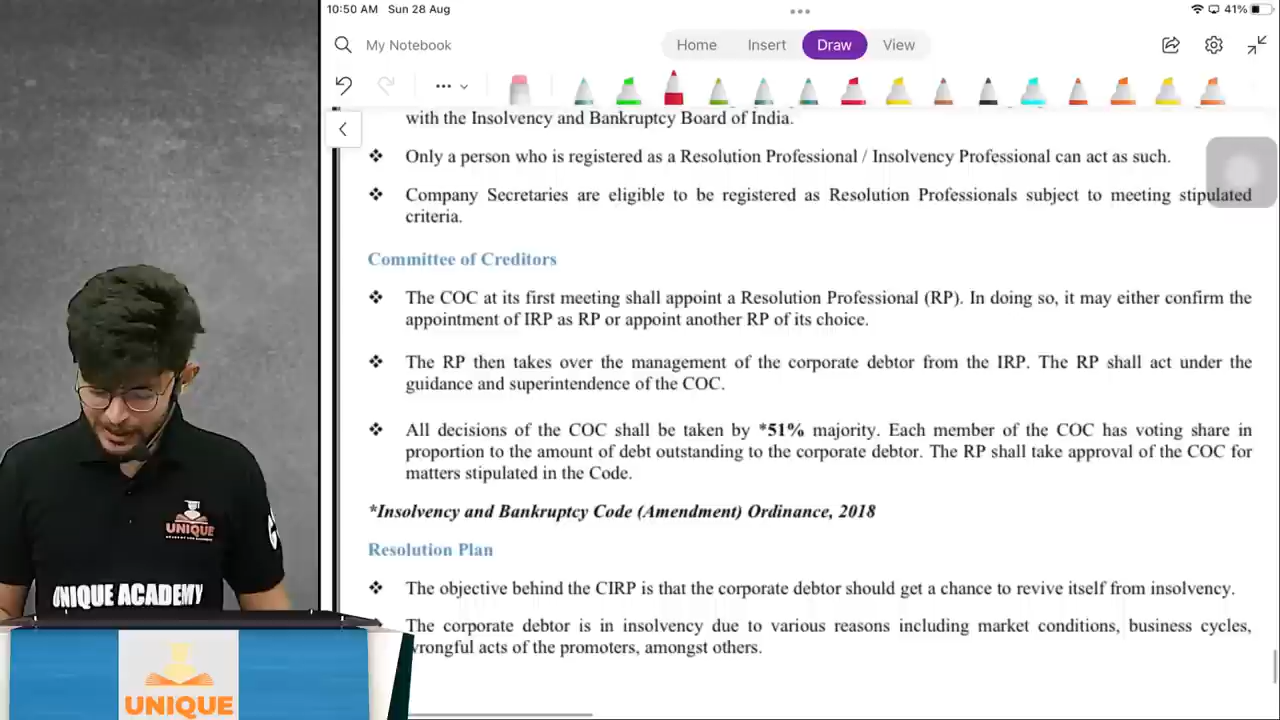 10:50 AM Sun 28 Aug
41%
My Notebook
Home Insert Draw View
with the Insolvency and Bankruptcy Board of India.
❖ Only a person who is registered as a Resolution Professional / Insolvency Professional can act as such.
❖ Company Secretaries are eligible to be registered as Resolution Professionals subject to meeting stipulated
criteria.
Committee of Creditors
❖ The COC at its first meeting shall appoint a Resolution Professional (RP). In doing so, it may either confirm the
appointment of IRP as RP or appoint another RP of its choice.
❖ The RP then takes over the management of the corporate debtor from the IRP. The RP shall act under the
guidance and superintendence of the COC.
❖ All decisions of the COC shall be taken by *51% majority. Each member of the COC has voting share in
proportion to the amount of debt outstanding to the corporate debtor. The RP shall take approval of the COC for
matters stipulated in the Code.
*Insolvency and Bankruptcy Code (Amendment) Ordinance, 2018
Resolution Plan
❖ The objective behind the CIRP is that the corporate debtor should get a chance to revive itself from insolvency.
The corporate debtor is in insolvency due to various reasons including market conditions, business cycles,
wrongful acts of the promoters, amongst others.
UNIQUE
UNIQUE ACADEMY
UNIQUE